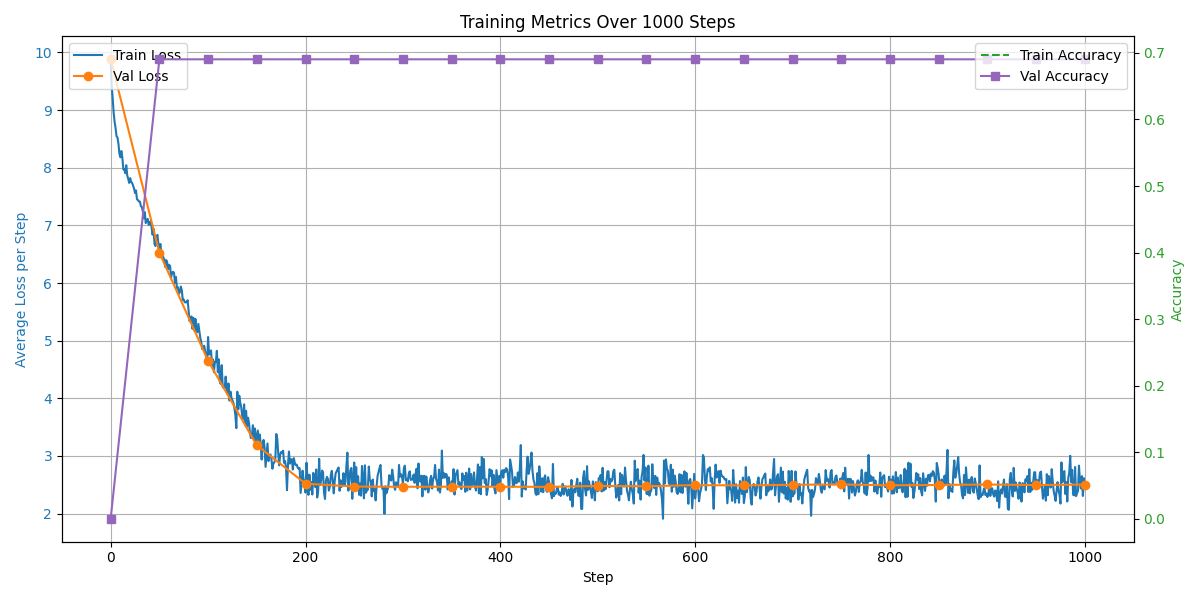 Training Metrics Over 1000 Steps
Train Loss
Val Loss
Train Accuracy
Val Accuracy
10
9
8
7
6
5
4
3
2
Average Loss per Step
0.7
0.6
0.5
0.4
0.3
0.2
0.1
0.0
Accuracy
0 200 400 600 800 1000
Step